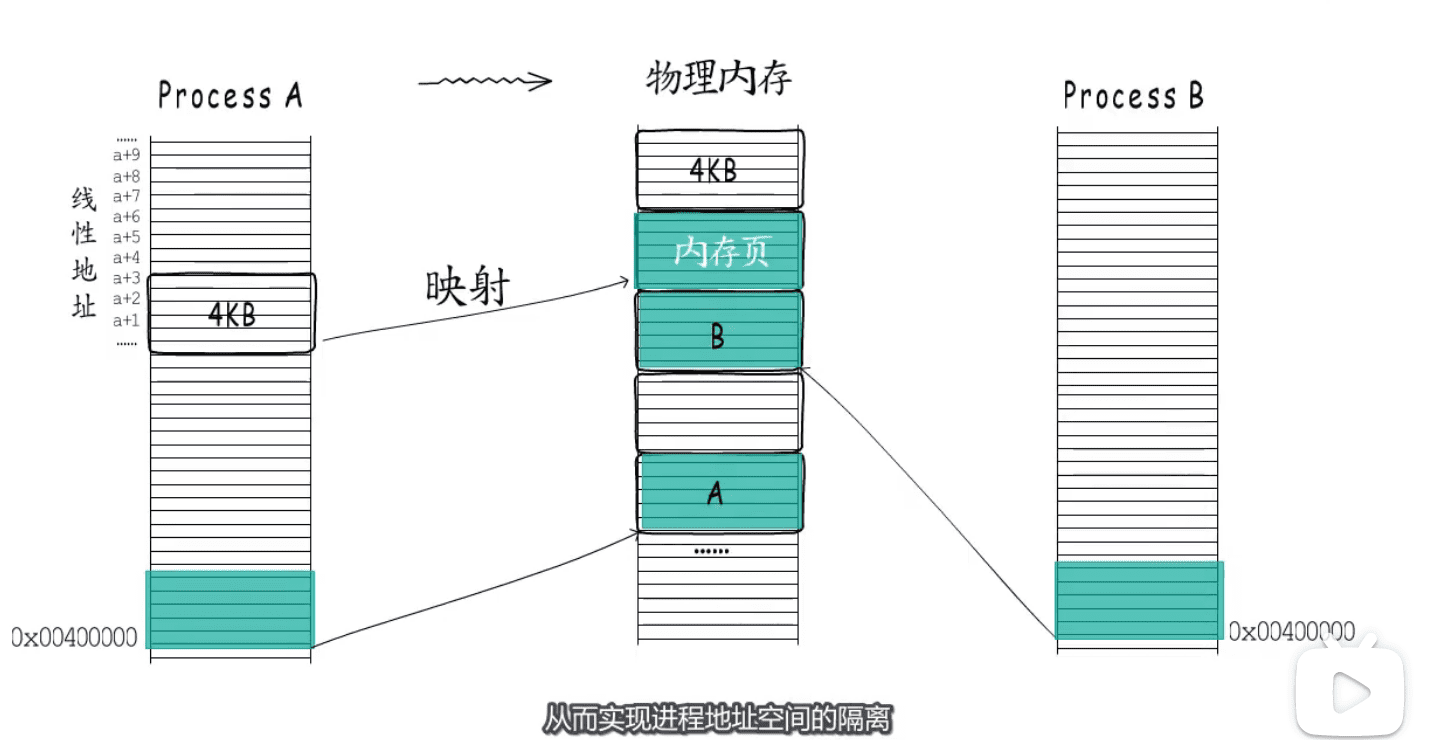 Process A
物理内存
Process B
......
a+9
a+8
a+7
a+6
a+5
a+4
a+3
a+2
a+1
......
线性地址
4KB
映射
4KB
内存页
B
A
......
0x00400000
0x00400000
从而实现进程地址空间的隔离